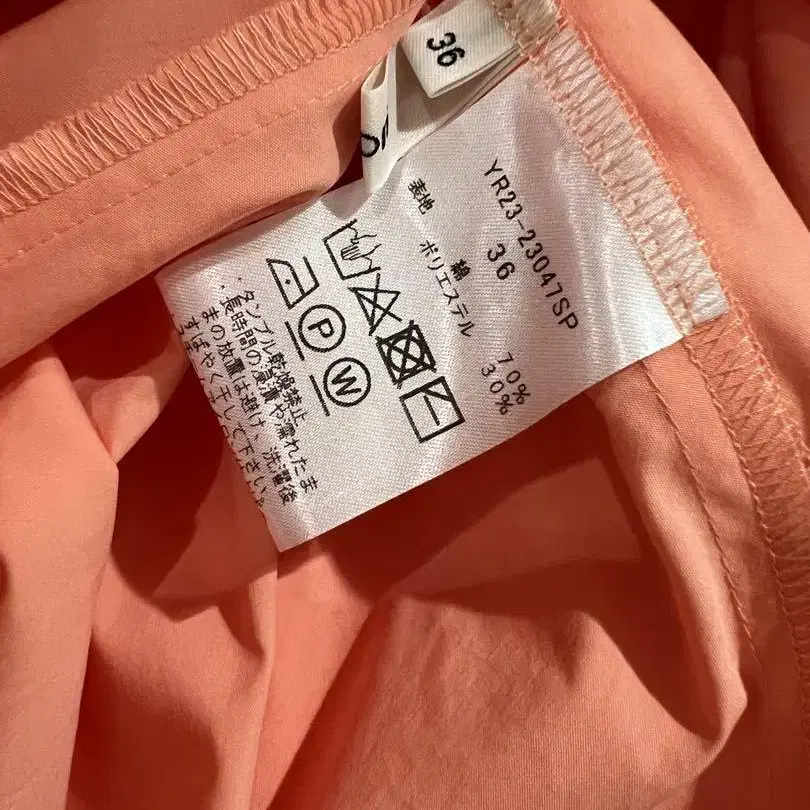 36
YR23-23047SP
36
表地
綿 70%
ポリエステル 30%
P
W
・タンブル乾燥禁止
・長時間の浸漬や濡れたま
まの放置は避け、洗濯後
すばやく干して下さい。